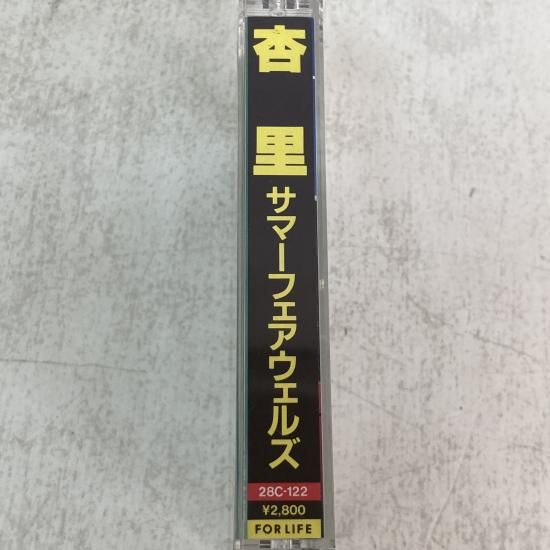 杏里
サマーフェアウェルズ
28C-122
¥2,800
FOR LIFE